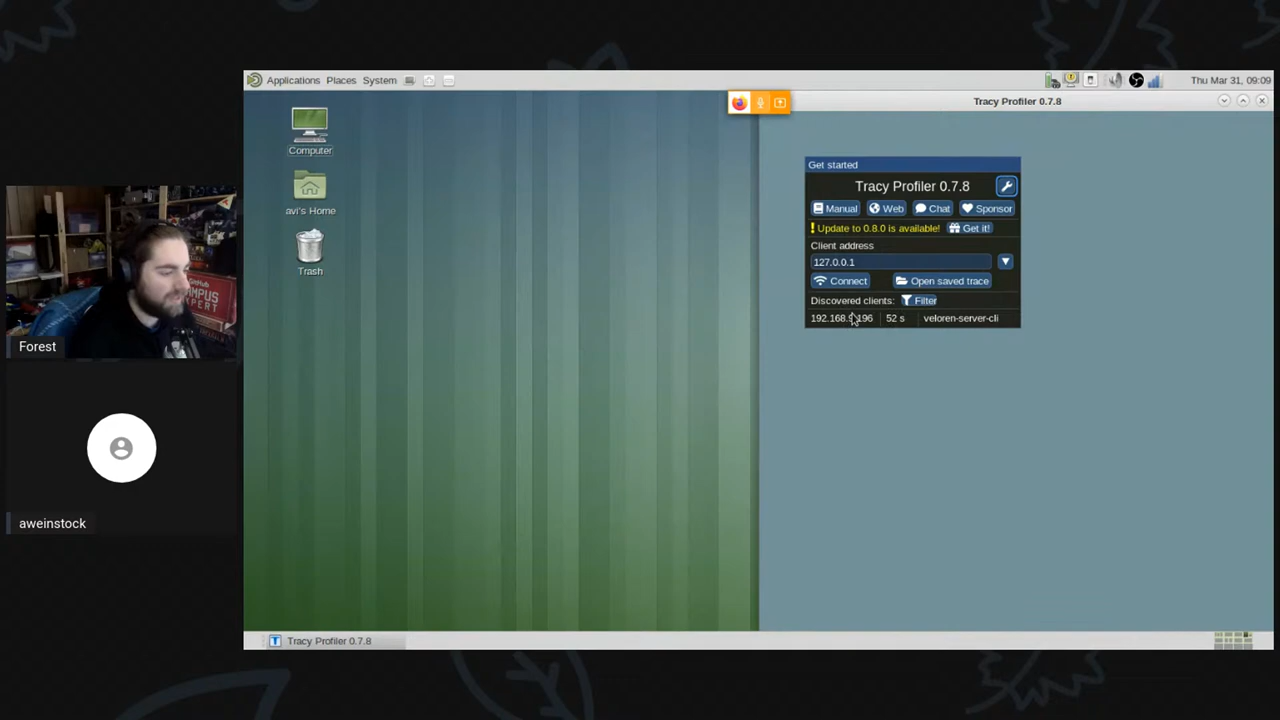 Applications Places System
Thu Mar 31, 09:09
Tracy Profiler 0.7.8
Computer
avi's Home
Trash
Get started
Tracy Profiler 0.7.8
Manual Web Chat Sponsor
! Update to 0.8.0 is available! Get it!
Client address
127.0.0.1
Connect Open saved trace
Discovered clients: Filter
52 s veloren-server-cli
Forest
aweinstock
Tracy Profiler 0.7.8